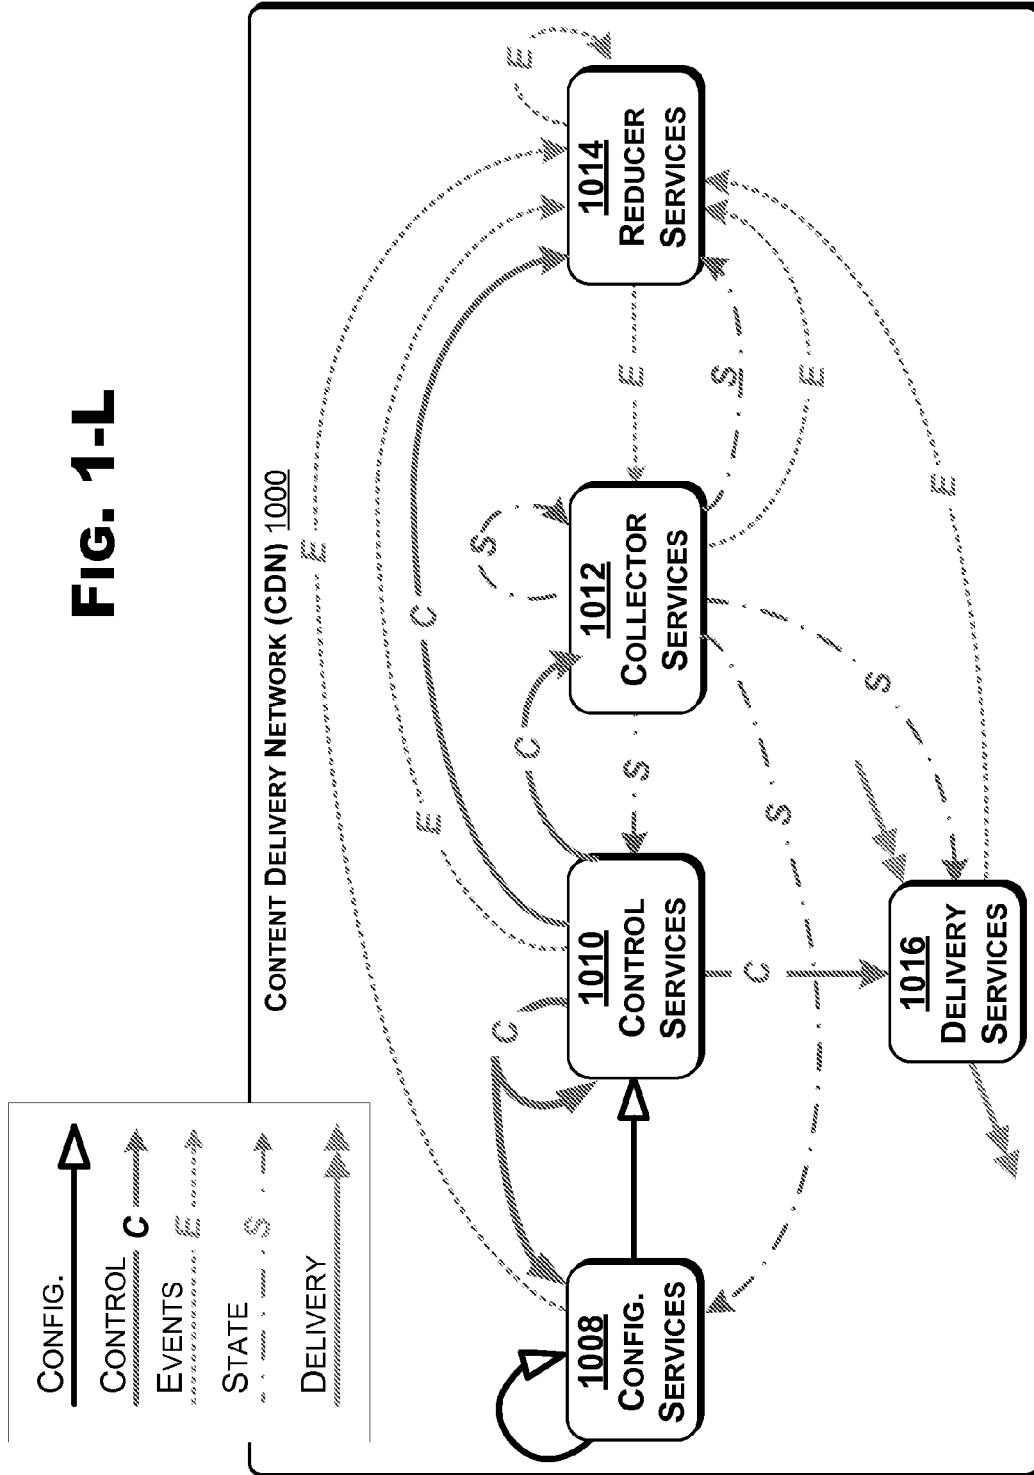 FIG. 1-L
CONFIG.
CONTROL C
EVENTS E
STATE S
DELIVERY
CONTENT DELIVERY NETWORK (CDN) 1000
E
E
C
C
C
S
E
E
S
S
E
C
S
S
E
1008
CONFIG.
SERVICES
1010
CONTROL
SERVICES
1012
COLLECTOR
SERVICES
1014
REDUCER
SERVICES
1016
DELIVERY
SERVICES